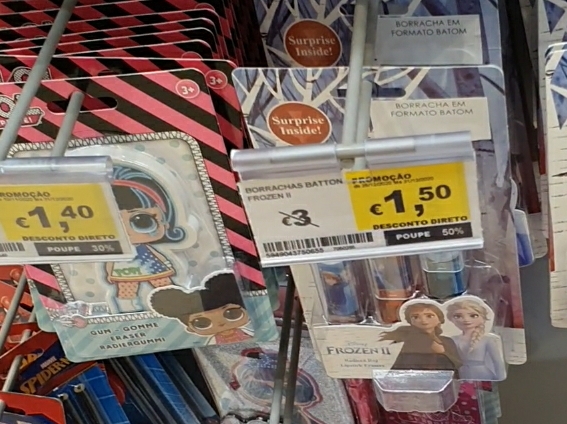 BORRACHA EM
FORMATO BATOM
Surprise
Inside!
3+
3+
BORRACHA EM
FORMATO BATOM
Surprise
Inside!
PROMOÇÃO
€1,40
DESCONTO DIRETO
POUPE 30%
BORRACHAS BATTON
FROZEN II
€3
PROMOÇÃO
€1,50
DESCONTO DIRETO
POUPE 50%
GUM - GOMME
ERASER
RADIERGUMMI
Disney
FROZEN II